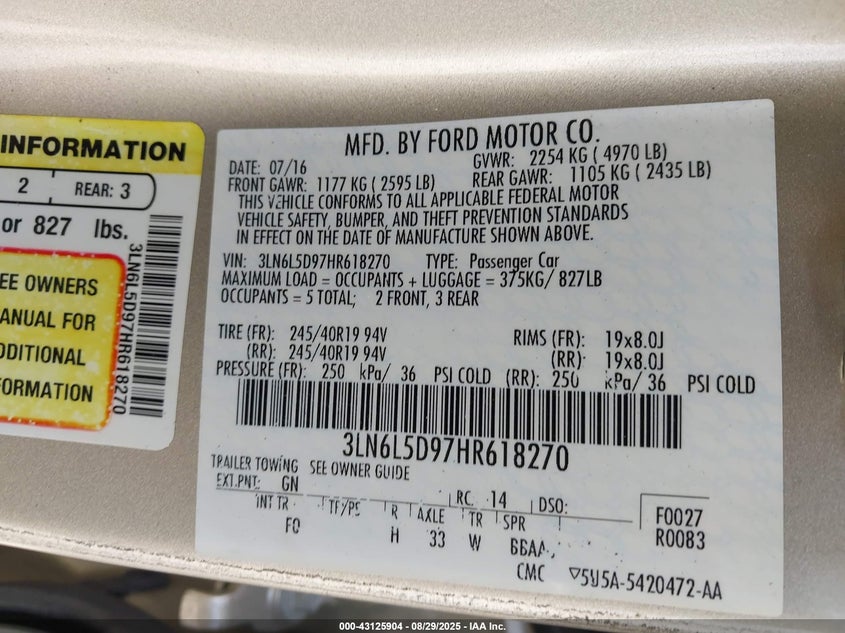 INFORMATION
2 REAR: 3
or 827 lbs.
EE OWNERS
ANUAL FOR
DDITIONAL
FORMATION
3LN6L5D97HR618270
MFD. BY FORD MOTOR CO.
DATE: 07/16 GVWR: 2254 KG ( 4970 LB)
FRONT GAWR: 1177 KG ( 2595 LB) REAR GAWR: 1105 KG ( 2435 LB)
THIS VEHICLE CONFORMS TO ALL APPLICABLE FEDERAL MOTOR
VEHICLE SAFETY, BUMPER, AND THEFT PREVENTION STANDARDS
IN EFFECT ON THE DATE OF MANUFACTURE SHOWN ABOVE.
VIN: 3LN6L5D97HR618270 TYPE: Passenger Car
MAXIMUM LOAD = OCCUPANTS + LUGGAGE = 375KG/ 827LB
OCCUPANTS = 5 TOTAL; 2 FRONT, 3 REAR
TIRE (FR): 245/40R19 94V RIMS (FR): 19x8.0J
(RR): 245/40R19 94V (RR): 19x8.0J
PRESSURE (FR): 250 kPa/ 36 PSI COLD (RR): 250 kPa/ 36 PSI COLD
3LN6L5D97HR618270
TRAILER TOWING SEE OWNER GUIDE
EXT.PNT: GN RC: 14 DSO:
INT TR TF/PS R AXLE TR SPR F0027
FQ H 33 W BBAA R0083
CMC ▽5U5A-5420472-AA
000-43125904 - 08/29/2025 - IAA Inc.